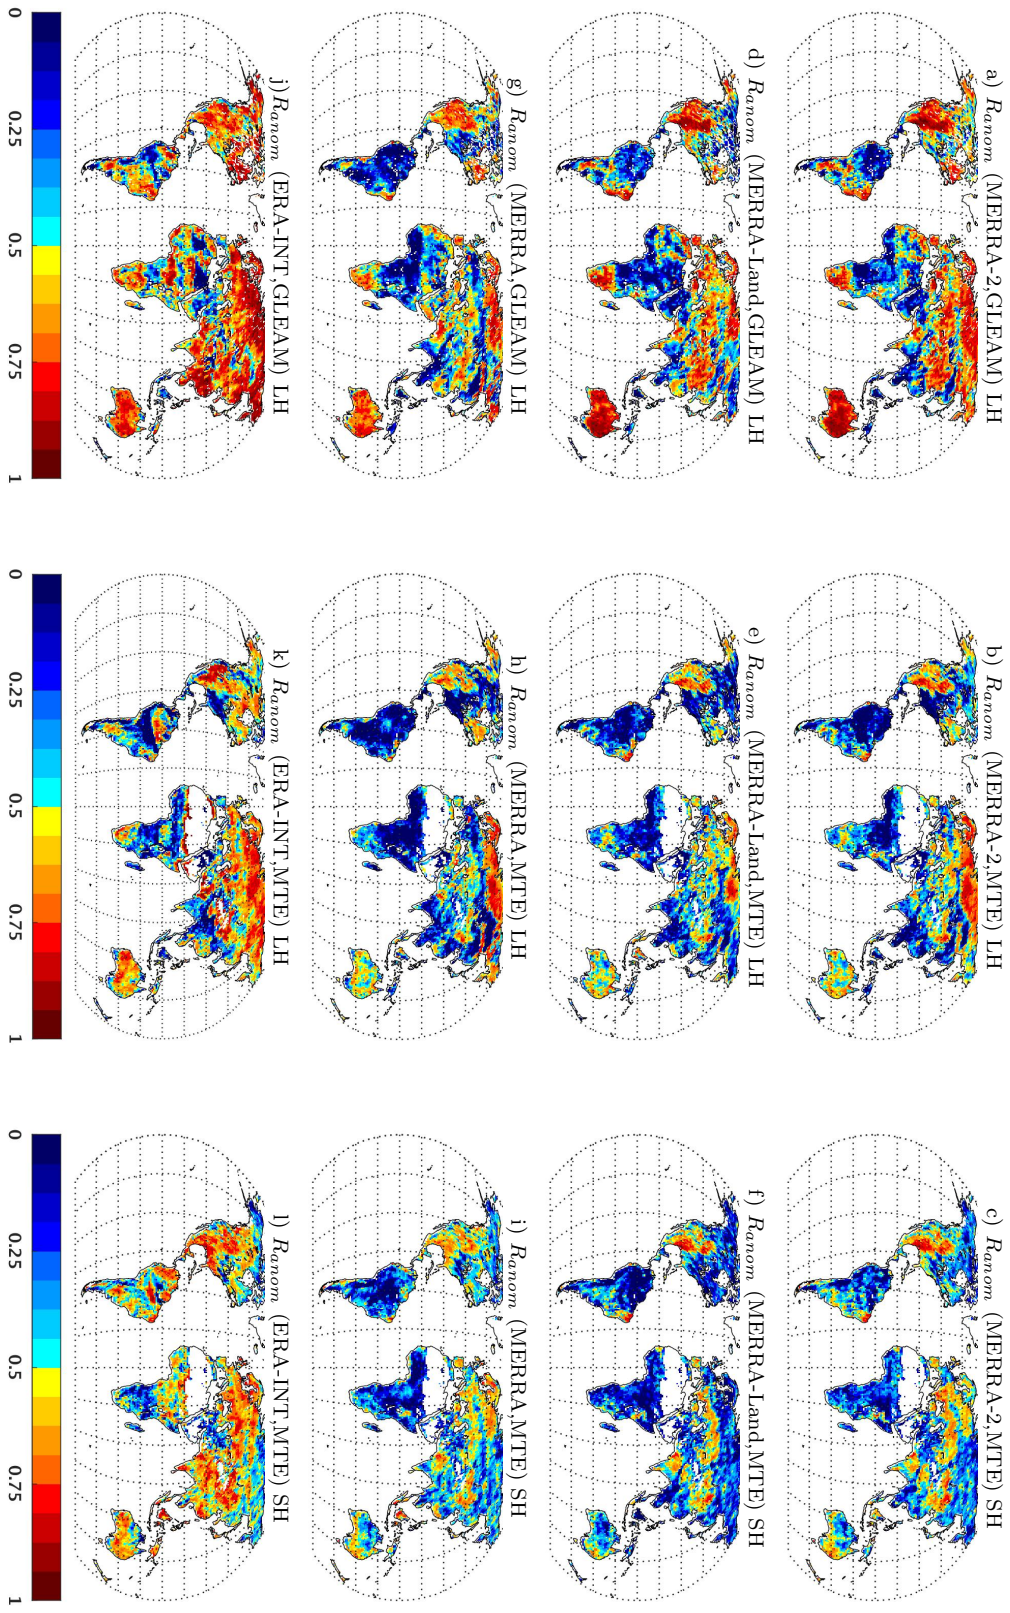 a) R_anom (MERRA-2,GLEAM) LH
b) R_anom (MERRA-2,MTE) LH
c) R_anom (MERRA-2,MTE) SH
d) R_anom (MERRA-Land,GLEAM) LH
e) R_anom (MERRA-Land,MTE) LH
f) R_anom (MERRA-Land,MTE) SH
g) R_anom (MERRA,GLEAM) LH
h) R_anom (MERRA,MTE) LH
i) R_anom (MERRA,MTE) SH
j) R_anom (ERA-INT,GLEAM) LH
k) R_anom (ERA-INT,MTE) LH
l) R_anom (ERA-INT,MTE) SH
0 0.25 0.5 0.75 1
0 0.25 0.5 0.75 1
0 0.25 0.5 0.75 1